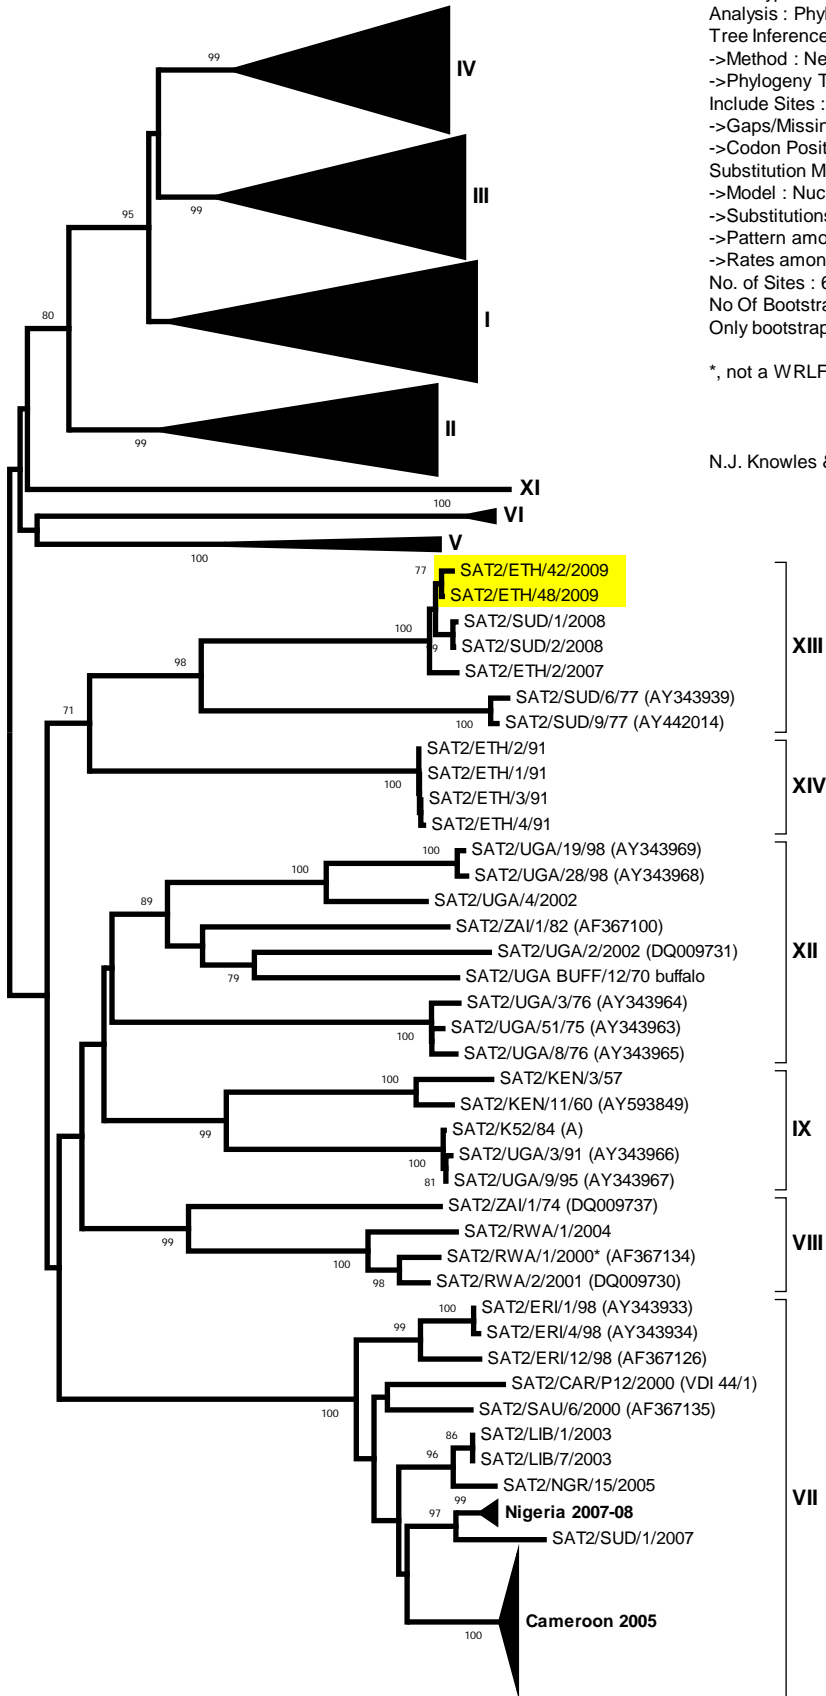 Analysis : Phyl
Tree Inference
->Method : Ne
->Phylogeny T
Include Sites :
->Gaps/Missin
->Codon Posit
Substitution M
->Model : Nuc
->Substitutions
->Pattern amo
->Rates amon
No. of Sites : 6
No Of Bootstra
Only bootstrap
*, not a WRLF
N.J. Knowles &
99
IV
III
99
95
I
80
II
99
XI
100
VI
V
100
77
SAT2/ETH/42/2009
SAT2/ETH/48/2009
SAT2/SUD/1/2008
100
SAT2/SUD/2/2008
XIII
SAT2/ETH/2/2007
98
SAT2/SUD/6/77 (AY343939)
71
100
SAT2/SUD/9/77 (AY442014)
SAT2/ETH/2/91
SAT2/ETH/1/91
100
XIV
SAT2/ETH/3/91
SAT2/ETH/4/91
100
SAT2/UGA/19/98 (AY343969)
100
SAT2/UGA/28/98 (AY343968)
89
SAT2/UGA/4/2002
SAT2/ZAI/1/82 (AF367100)
SAT2/UGA/2/2002 (DQ009731)
XII
79
SAT2/UGA BUFF/12/70 buffalo
SAT2/UGA/3/76 (AY343964)
100
SAT2/UGA/51/75 (AY343963)
SAT2/UGA/8/76 (AY343965)
100
SAT2/KEN/3/57
SAT2/KEN/11/60 (AY593849)
99
SAT2/K52/84 (A)
IX
100
SAT2/UGA/3/91 (AY343966)
81
SAT2/UGA/9/95 (AY343967)
SAT2/ZAI/1/74 (DQ009737)
99
SAT2/RWA/1/2004
VIII
100
SAT2/RWA/1/2000* (AF367134)
98
SAT2/RWA/2/2001 (DQ009730)
100
SAT2/ERI/1/98 (AY343933)
99
SAT2/ERI/4/98 (AY343934)
SAT2/ERI/12/98 (AF367126)
SAT2/CAR/P12/2000 (VDI 44/1)
100
SAT2/SAU/6/2000 (AF367135)
86
SAT2/LIB/1/2003
96
SAT2/LIB/7/2003
SAT2/NGR/15/2005
VII
99
97
Nigeria 2007-08
SAT2/SUD/1/2007
Cameroon 2005
100